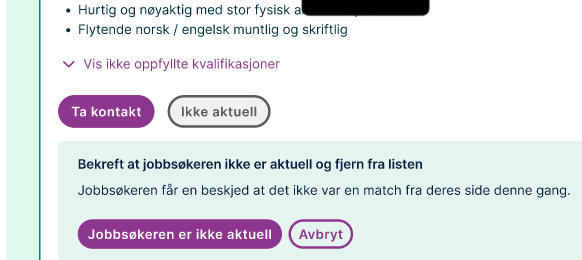 Hurtig og nøyaktig med stor fysisk
Flytende norsk / engelsk muntlig og skriftlig
Vis ikke oppfyllte kvalifikasjoner
Ta kontakt
Ikke aktuell
Bekreft at jobbsøkeren ikke er aktuell og fjern fra listen
Jobbsøkeren får en beskjed at det ikke var en match fra deres side denne gang.
Jobbsøkeren er ikke aktuell
Avbryt